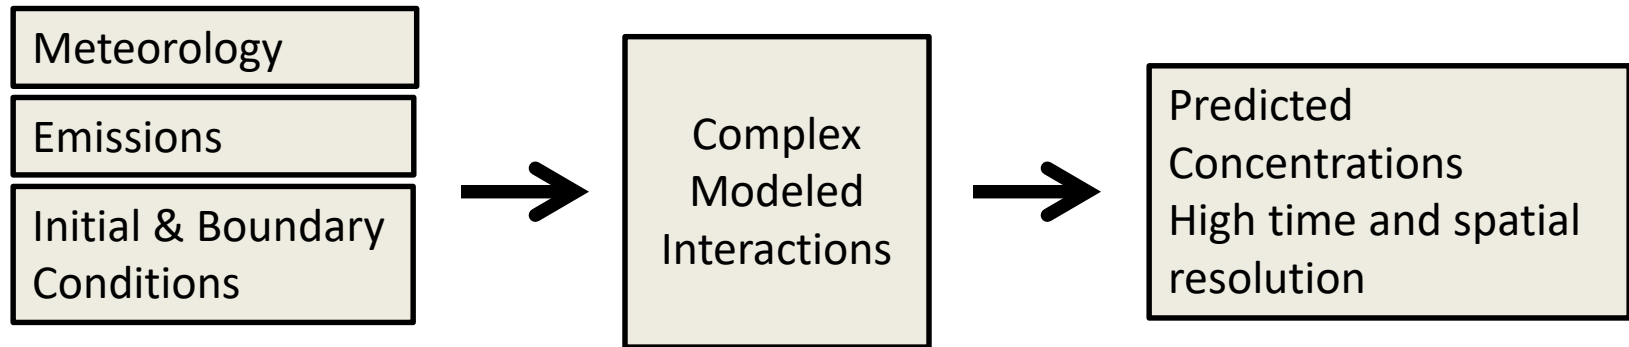 Meteorology
Emissions
Initial & Boundary
Conditions
Complex
Modeled
Interactions
Predicted
Concentrations
High time and spatial
resolution